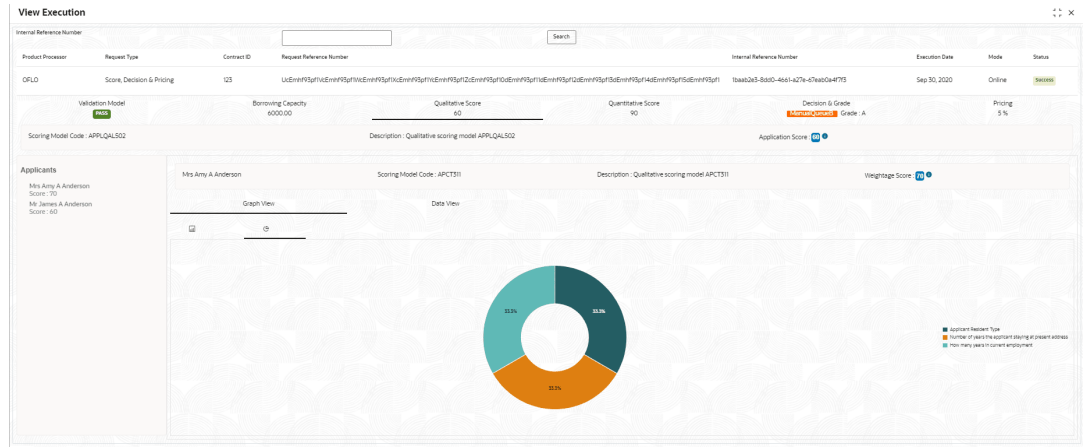 View Execution
Internal Reference Number
Search
Product Processor Request Type Contract ID Request Reference Number Internal Reference Number Execution Date Mode Status
OFLO Score, Decision & Pricing 123 1baab2e3-8dd0-4661-a27e-67eab0a4f7f3 Sep 30, 2020 Online Success
Validation Model Borrowing Capacity Qualitative Score Quantitative Score Decision & Grade Pricing
PASS 6000.00 60 90 Grade : A 5 %
Scoring Model Code : APPLQAL502 Description : Qualitative scoring model APPLQAL502 Application Score : 60
Applicants
Mrs Amy A Anderson
Score : 70
Mr James A Anderson
Score : 60
Mrs Amy A Anderson Scoring Model Code : APCT311 Description : Qualitative scoring model APCT311 Weightage Score : 70
Graph View Data View
33.3%
33.3%
33.3%
Applicant Resident Type
Number of years the applicant staying at present address
How many years in current employment